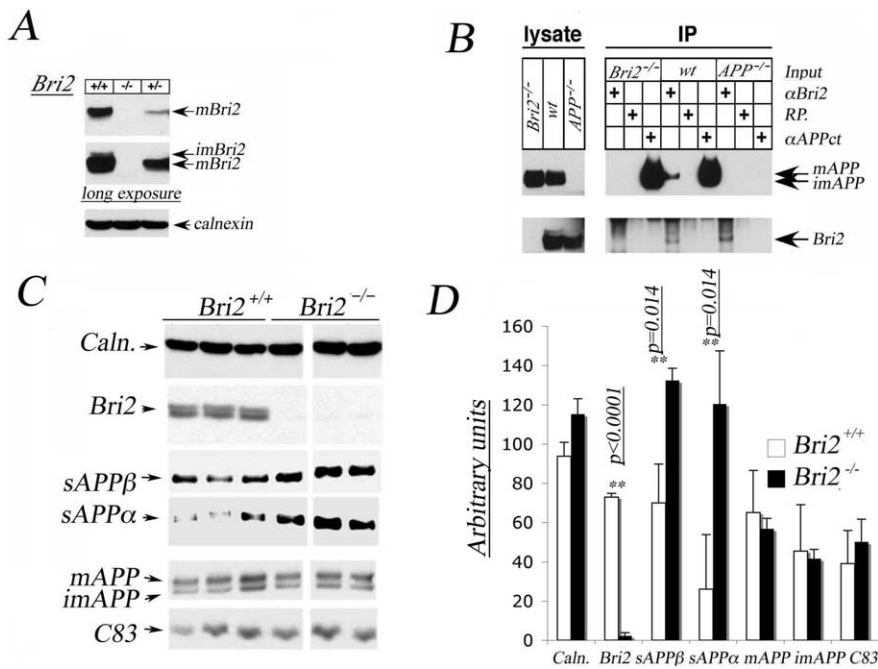 A
Bri2 +/+ -/- +/-
mBri2
imBri2
mBri2
long exposure
calnexin
B
lysate IP
Bri2-/- wt APP-/-
Bri2-/- wt APP-/- Input
+ + + αBri2
+ + + RP.
+ + + αAPPct
mAPP
imAPP
Bri2
C
Bri2+/+ Bri2-/-
Caln.
Bri2
sAPPβ
sAPPα
mAPP
imAPP
C83
D
Arbitrary units
160
140
120
100
80
60
40
20
0
p<0.0001
**
**p=0.014
**p=0.014
Bri2+/+
Bri2-/-
Caln. Bri2 sAPPβ sAPPα mAPP imAPP C83